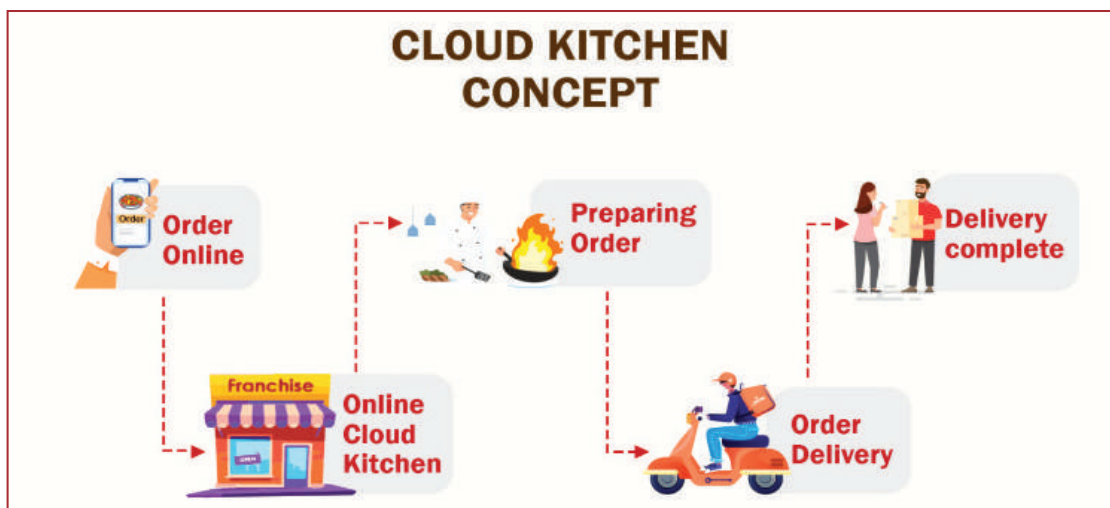 CLOUD KITCHEN
CONCEPT
Order
Order
Online
Franchise
Online
Cloud
Kitchen
Preparing
Order
Order
Delivery
Delivery
complete